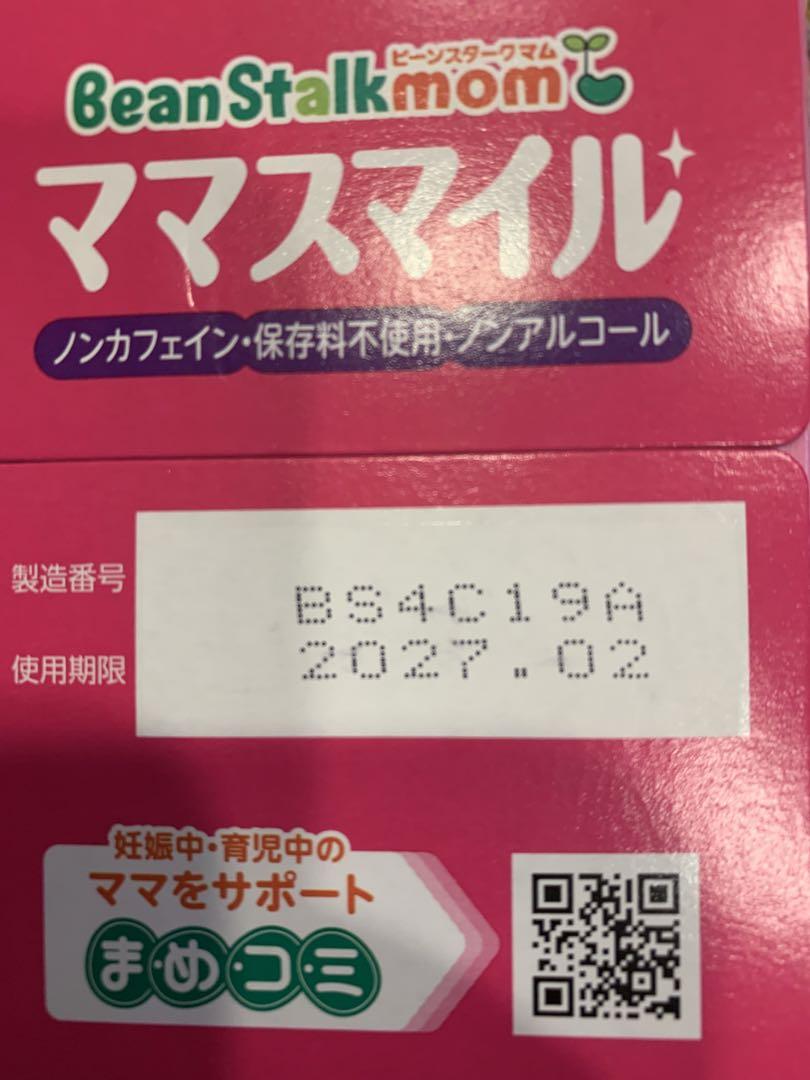 ビーンスタークマム
BeanStalkmom
ママスマイル
ノンカフェイン・保存料不使用・ノンアルコール
製造番号
BS4C19A
使用期限
2027.02
妊娠中・育児中の
ママをサポート
ま・め・コ・ミ